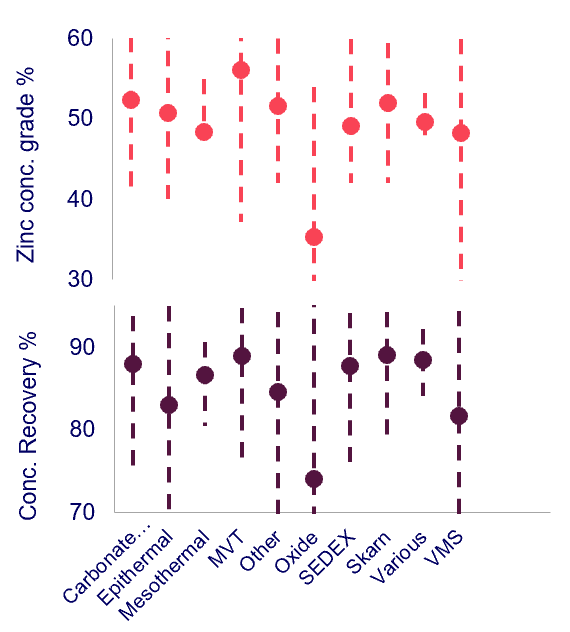 Zinc conc. grade %
60
50
40
30
Conc. Recovery %
90
80
70
Carbonate...
Epithermal
Mesothermal
MVT
Other
Oxide
SEDEX
Skarn
Various
VMS